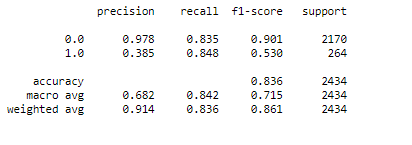 precision recall f1-score support
0.0 0.978 0.835 0.901 2170
1.0 0.385 0.848 0.530 264
accuracy 0.836 2434
macro avg 0.682 0.842 0.715 2434
weighted avg 0.914 0.836 0.861 2434